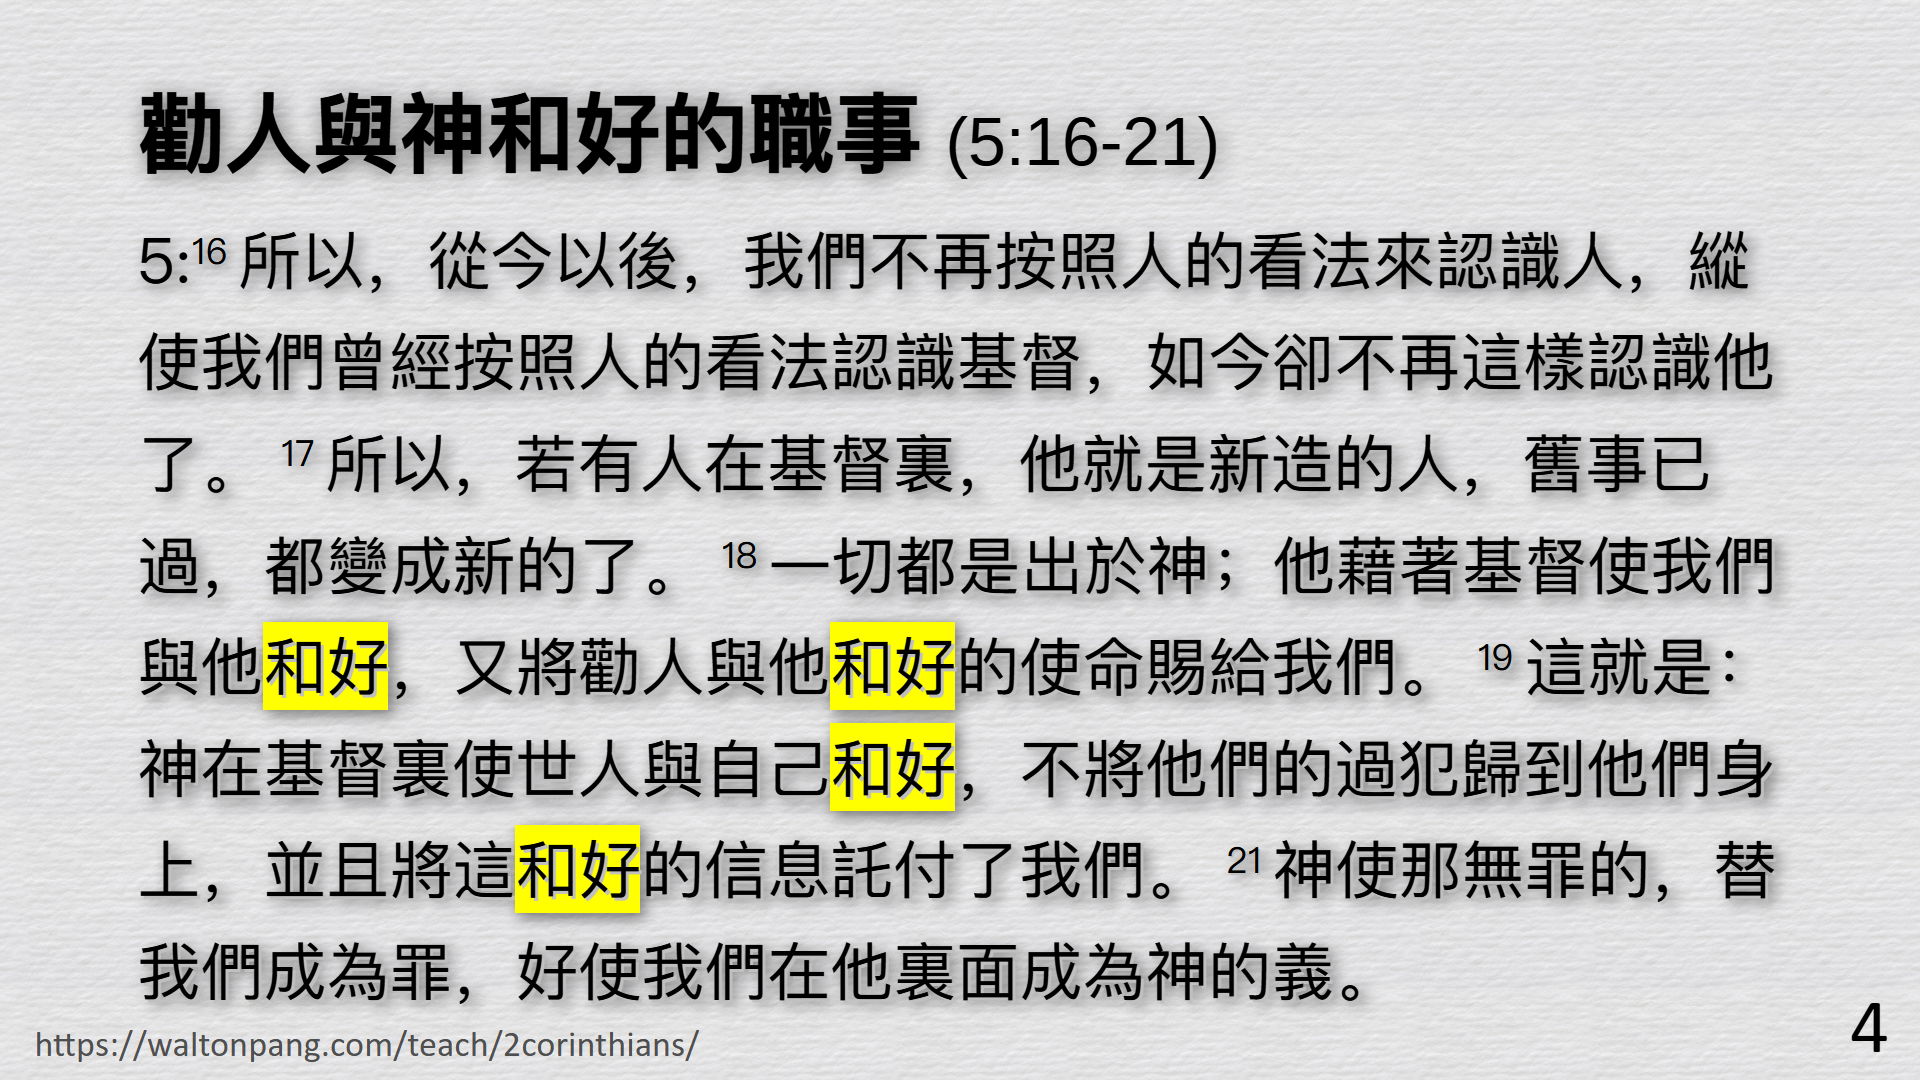 勸人與神和好的職事 (5:16-21)
5:16 所以，從今以後，我們不再按照人的看法來認識人，縱
使我們曾經按照人的看法認識基督，如今卻不再這樣認識他
了。 17 所以，若有人在基督裏，他就是新造的人，舊事已
過，都變成新的了。 18 一切都是出於神；他藉著基督使我們
與他和好，又將勸人與他和好的使命賜給我們。 19 這就是：
神在基督裏使世人與自己和好，不將他們的過犯歸到他們身
上，並且將這和好的信息託付了我們。 21 神使那無罪的，替
我們成為罪，好使我們在他裏面成為神的義。
https://waltonpang.com/teach/2corinthians/
4